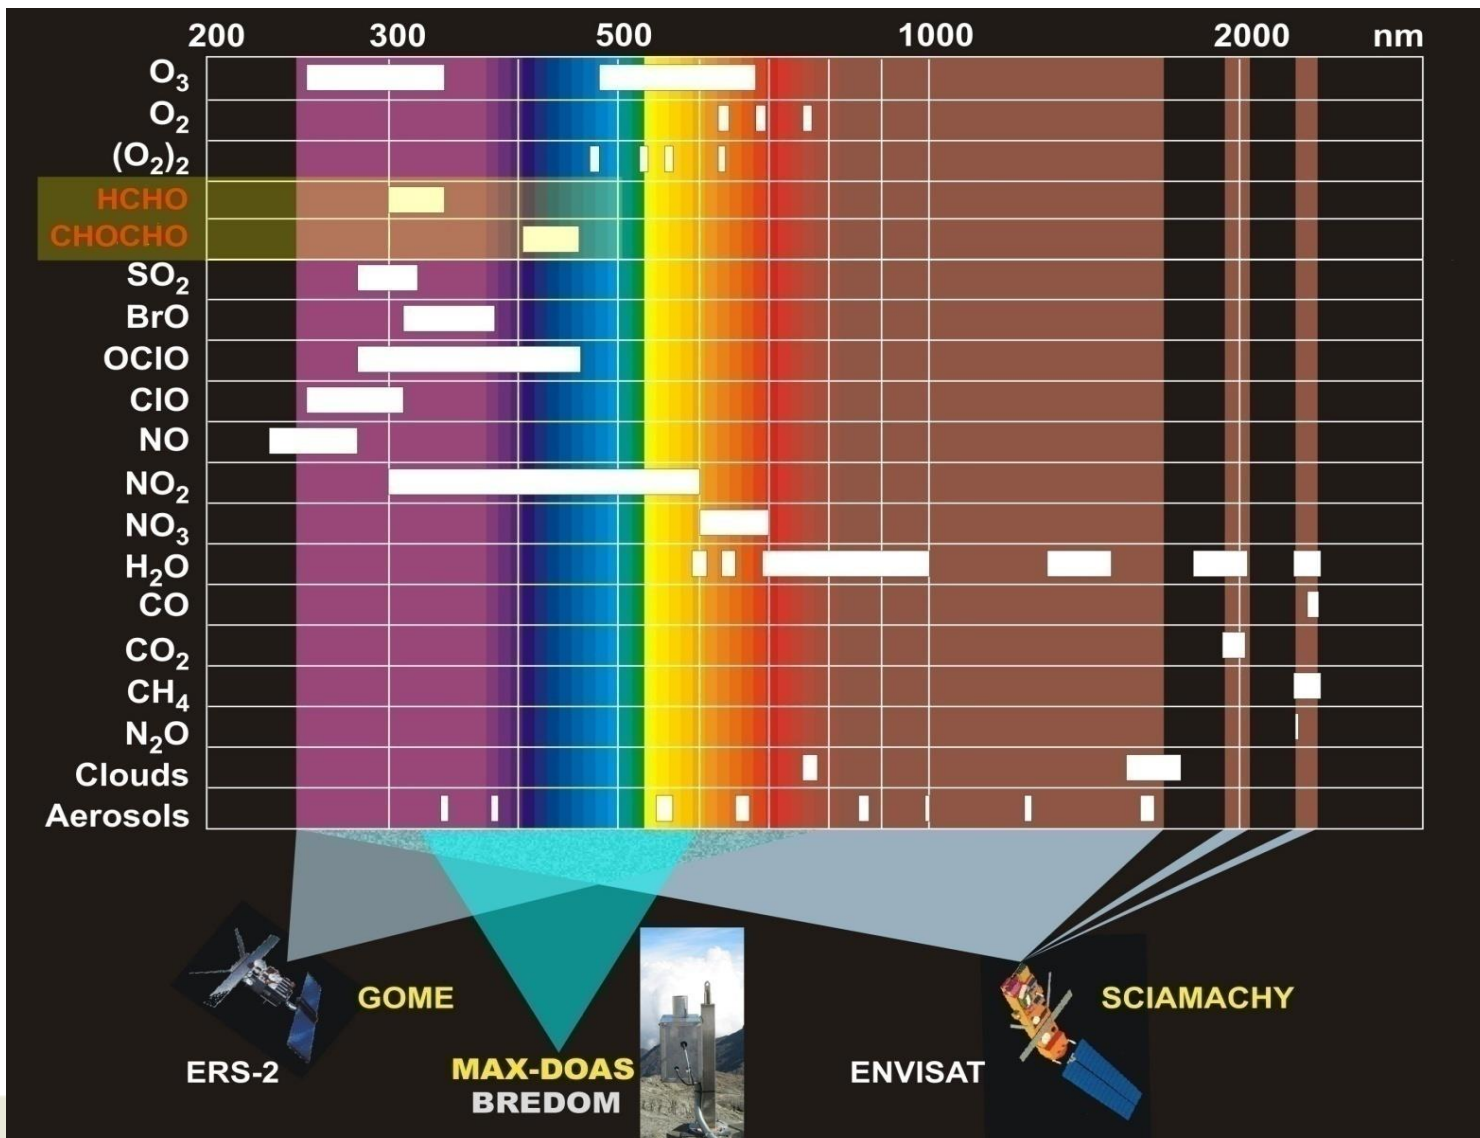 200 300 500 1000 2000 nm
O₃
O₂
(O₂)₂
HCHO
CHOCHO
SO₂
BrO
OClO
ClO
NO
NO₂
NO₃
H₂O
CO
CO₂
CH₄
N₂O
Clouds
Aerosols
GOME
SCIAMACHY
ERS-2
MAX-DOAS
ENVISAT
BREDOM